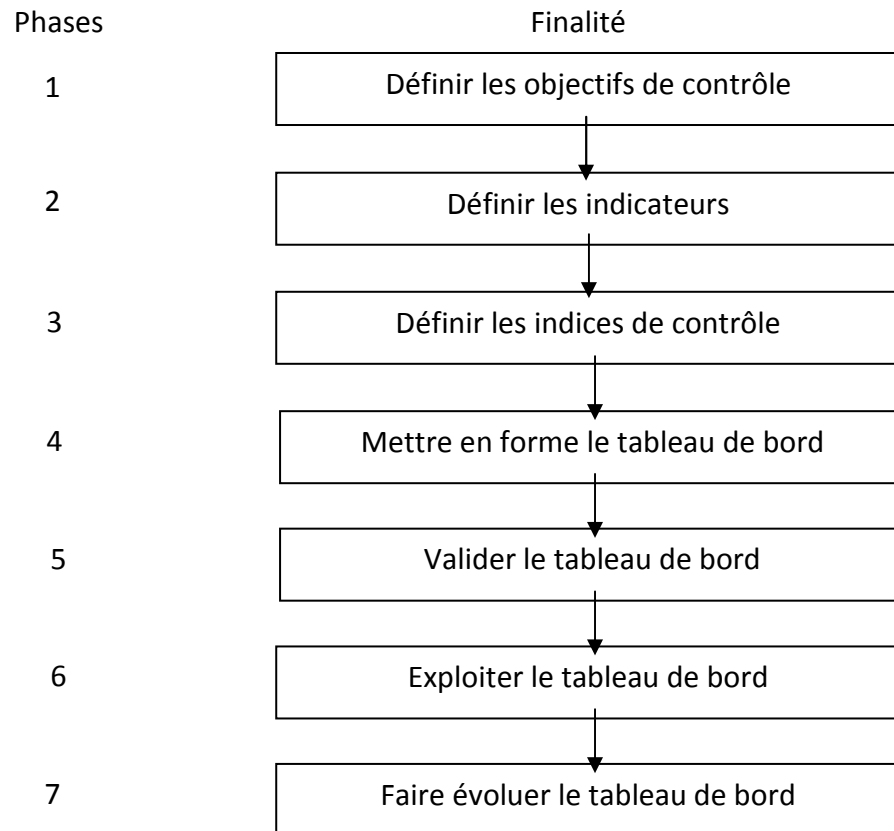 Phases Finalité
1 Définir les objectifs de contrôle
2 Définir les indicateurs
3 Définir les indices de contrôle
4 Mettre en forme le tableau de bord
5 Valider le tableau de bord
6 Exploiter le tableau de bord
7 Faire évoluer le tableau de bord